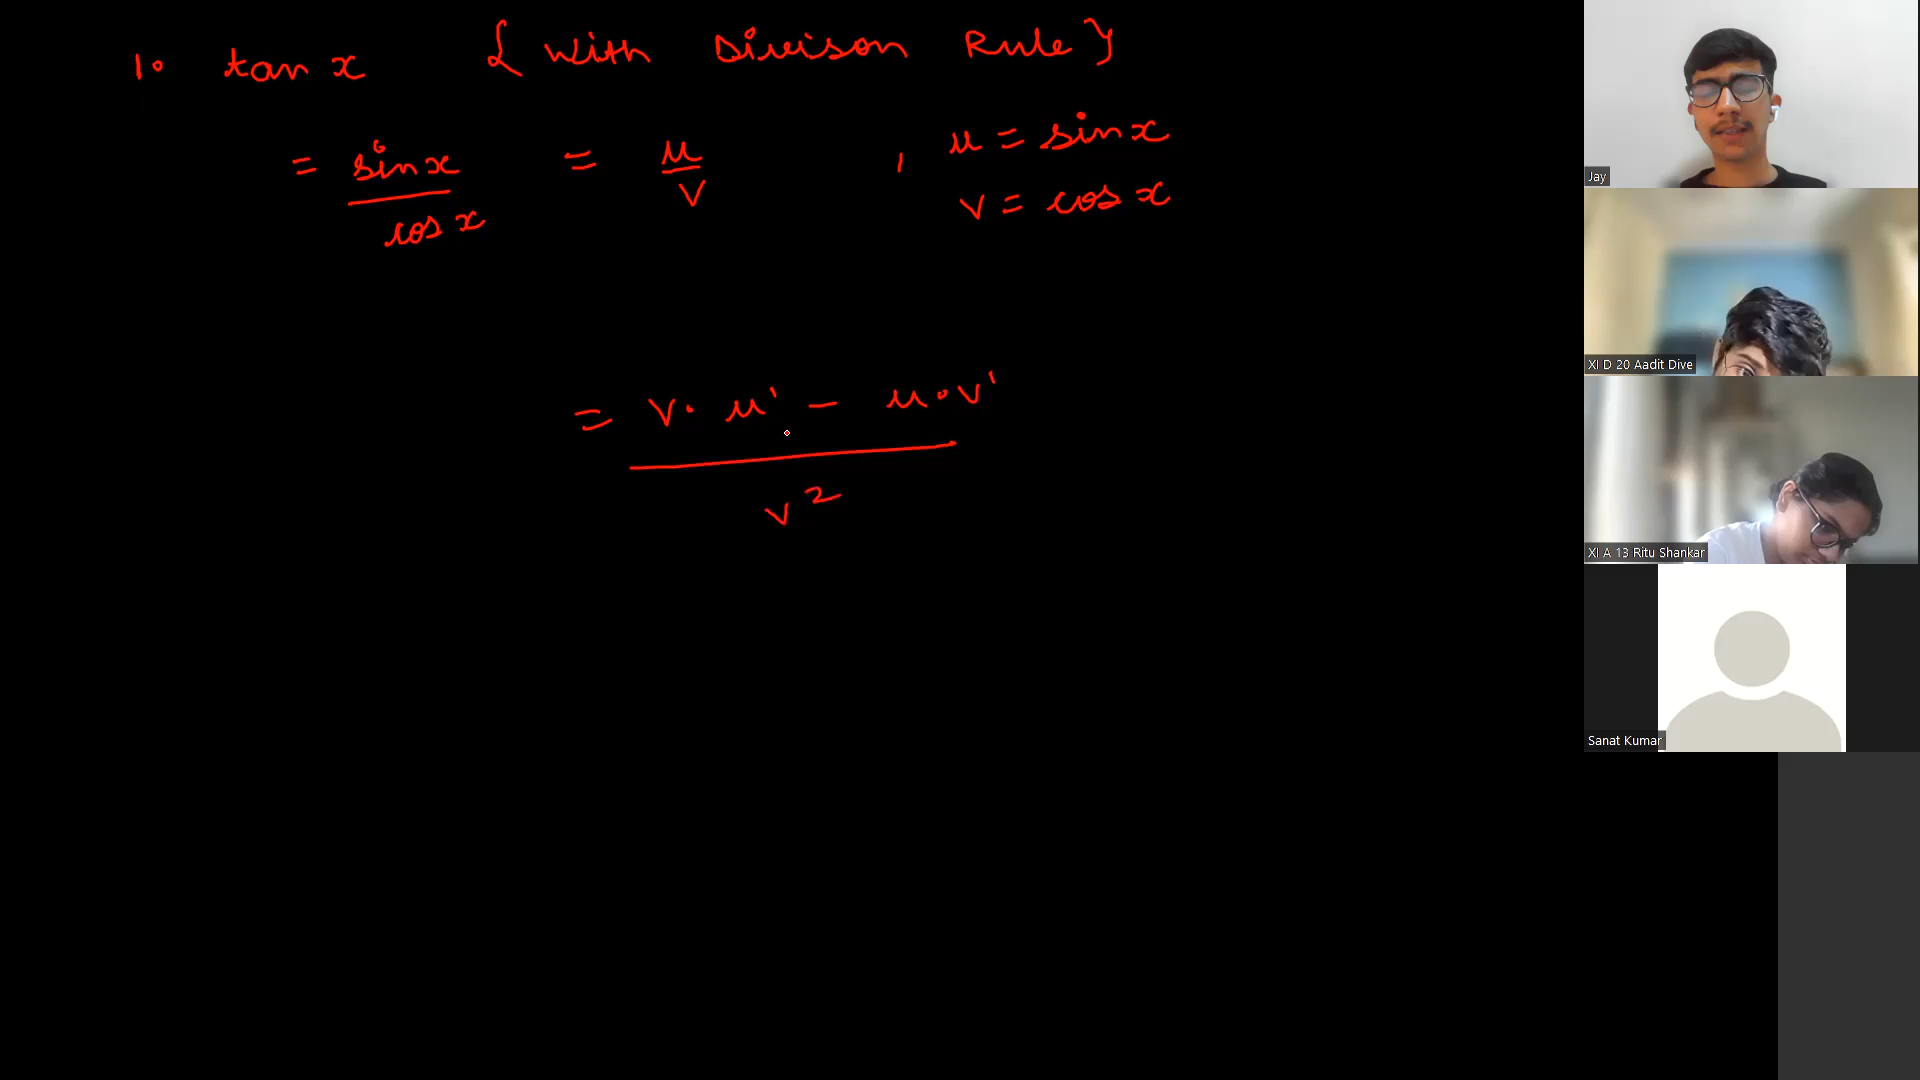 1. tan x { With Divison Rule }
= sin x / cos x = u / v , u = sin x
v = cos x
= v . u' - u . v'
v²
Jay
XI D 20 Aadit Dive
XI A 13 Ritu Shankar
Sanat Kumar